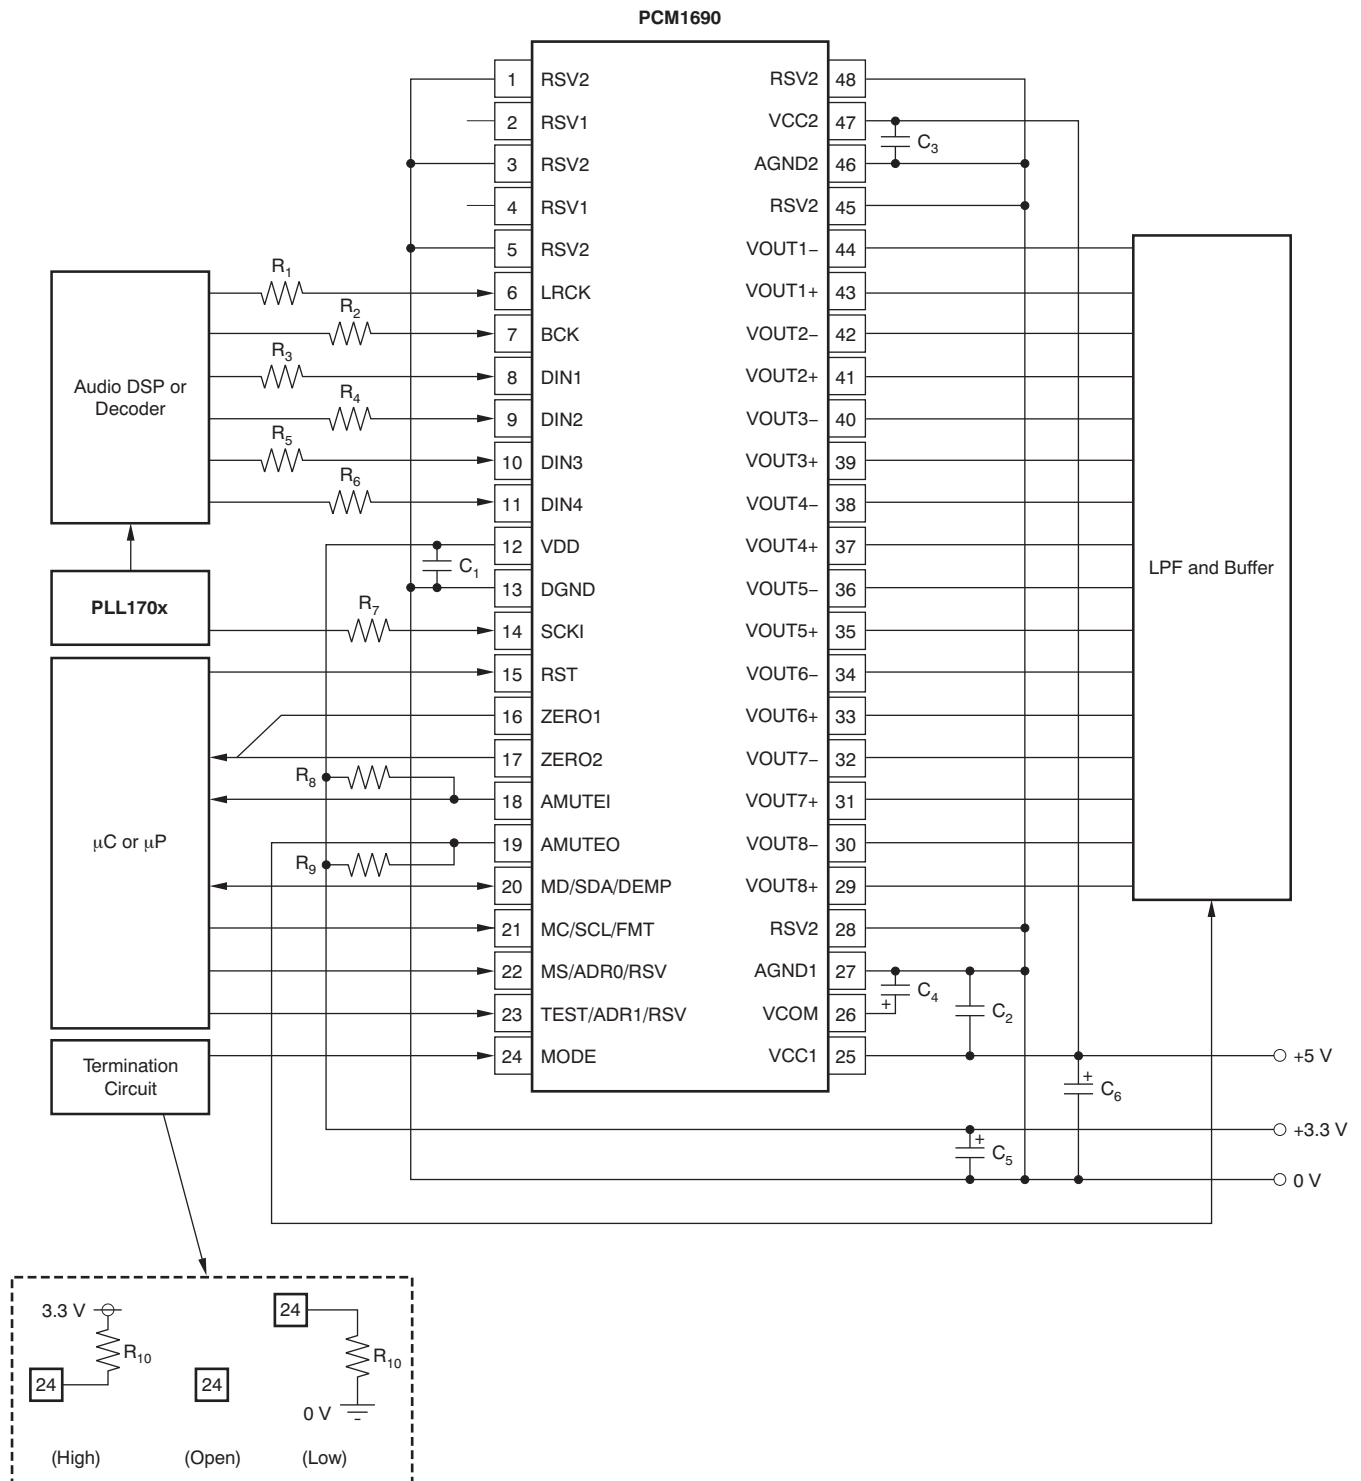 PCM1690
1 RSV2 RSV2 48
2 RSV1 VCC2 47
C3
3 RSV2 AGND2 46
4 RSV1 RSV2 45
5 RSV2 VOUT1− 44
R1
6 LRCK VOUT1+ 43
R2
7 BCK VOUT2− 42
R3
8 DIN1 VOUT2+ 41
Audio DSP or
Decoder
R4
9 DIN2 VOUT3− 40
R5
10 DIN3 VOUT3+ 39
R6
11 DIN4 VOUT4− 38
12 VDD VOUT4+ 37
C1
LPF and Buffer
13 DGND VOUT5− 36
PLL170x
R7
14 SCKI VOUT5+ 35
15 RST VOUT6− 34
16 ZERO1 VOUT6+ 33
17 ZERO2 VOUT7− 32
R8
18 AMUTEI VOUT7+ 31
μC or μP
19 AMUTEO VOUT8− 30
R9
20 MD/SDA/DEMP VOUT8+ 29
21 MC/SCL/FMT RSV2 28
22 MS/ADR0/RSV AGND1 27
C4
+
C2
23 TEST/ADR1/RSV VCOM 26
24 MODE VCC1 25
+5 V
Termination
Circuit
+
C6
+3.3 V
+
C5
0 V
3.3 V
24
R10
R10
24
24
0 V
(High) (Open) (Low)